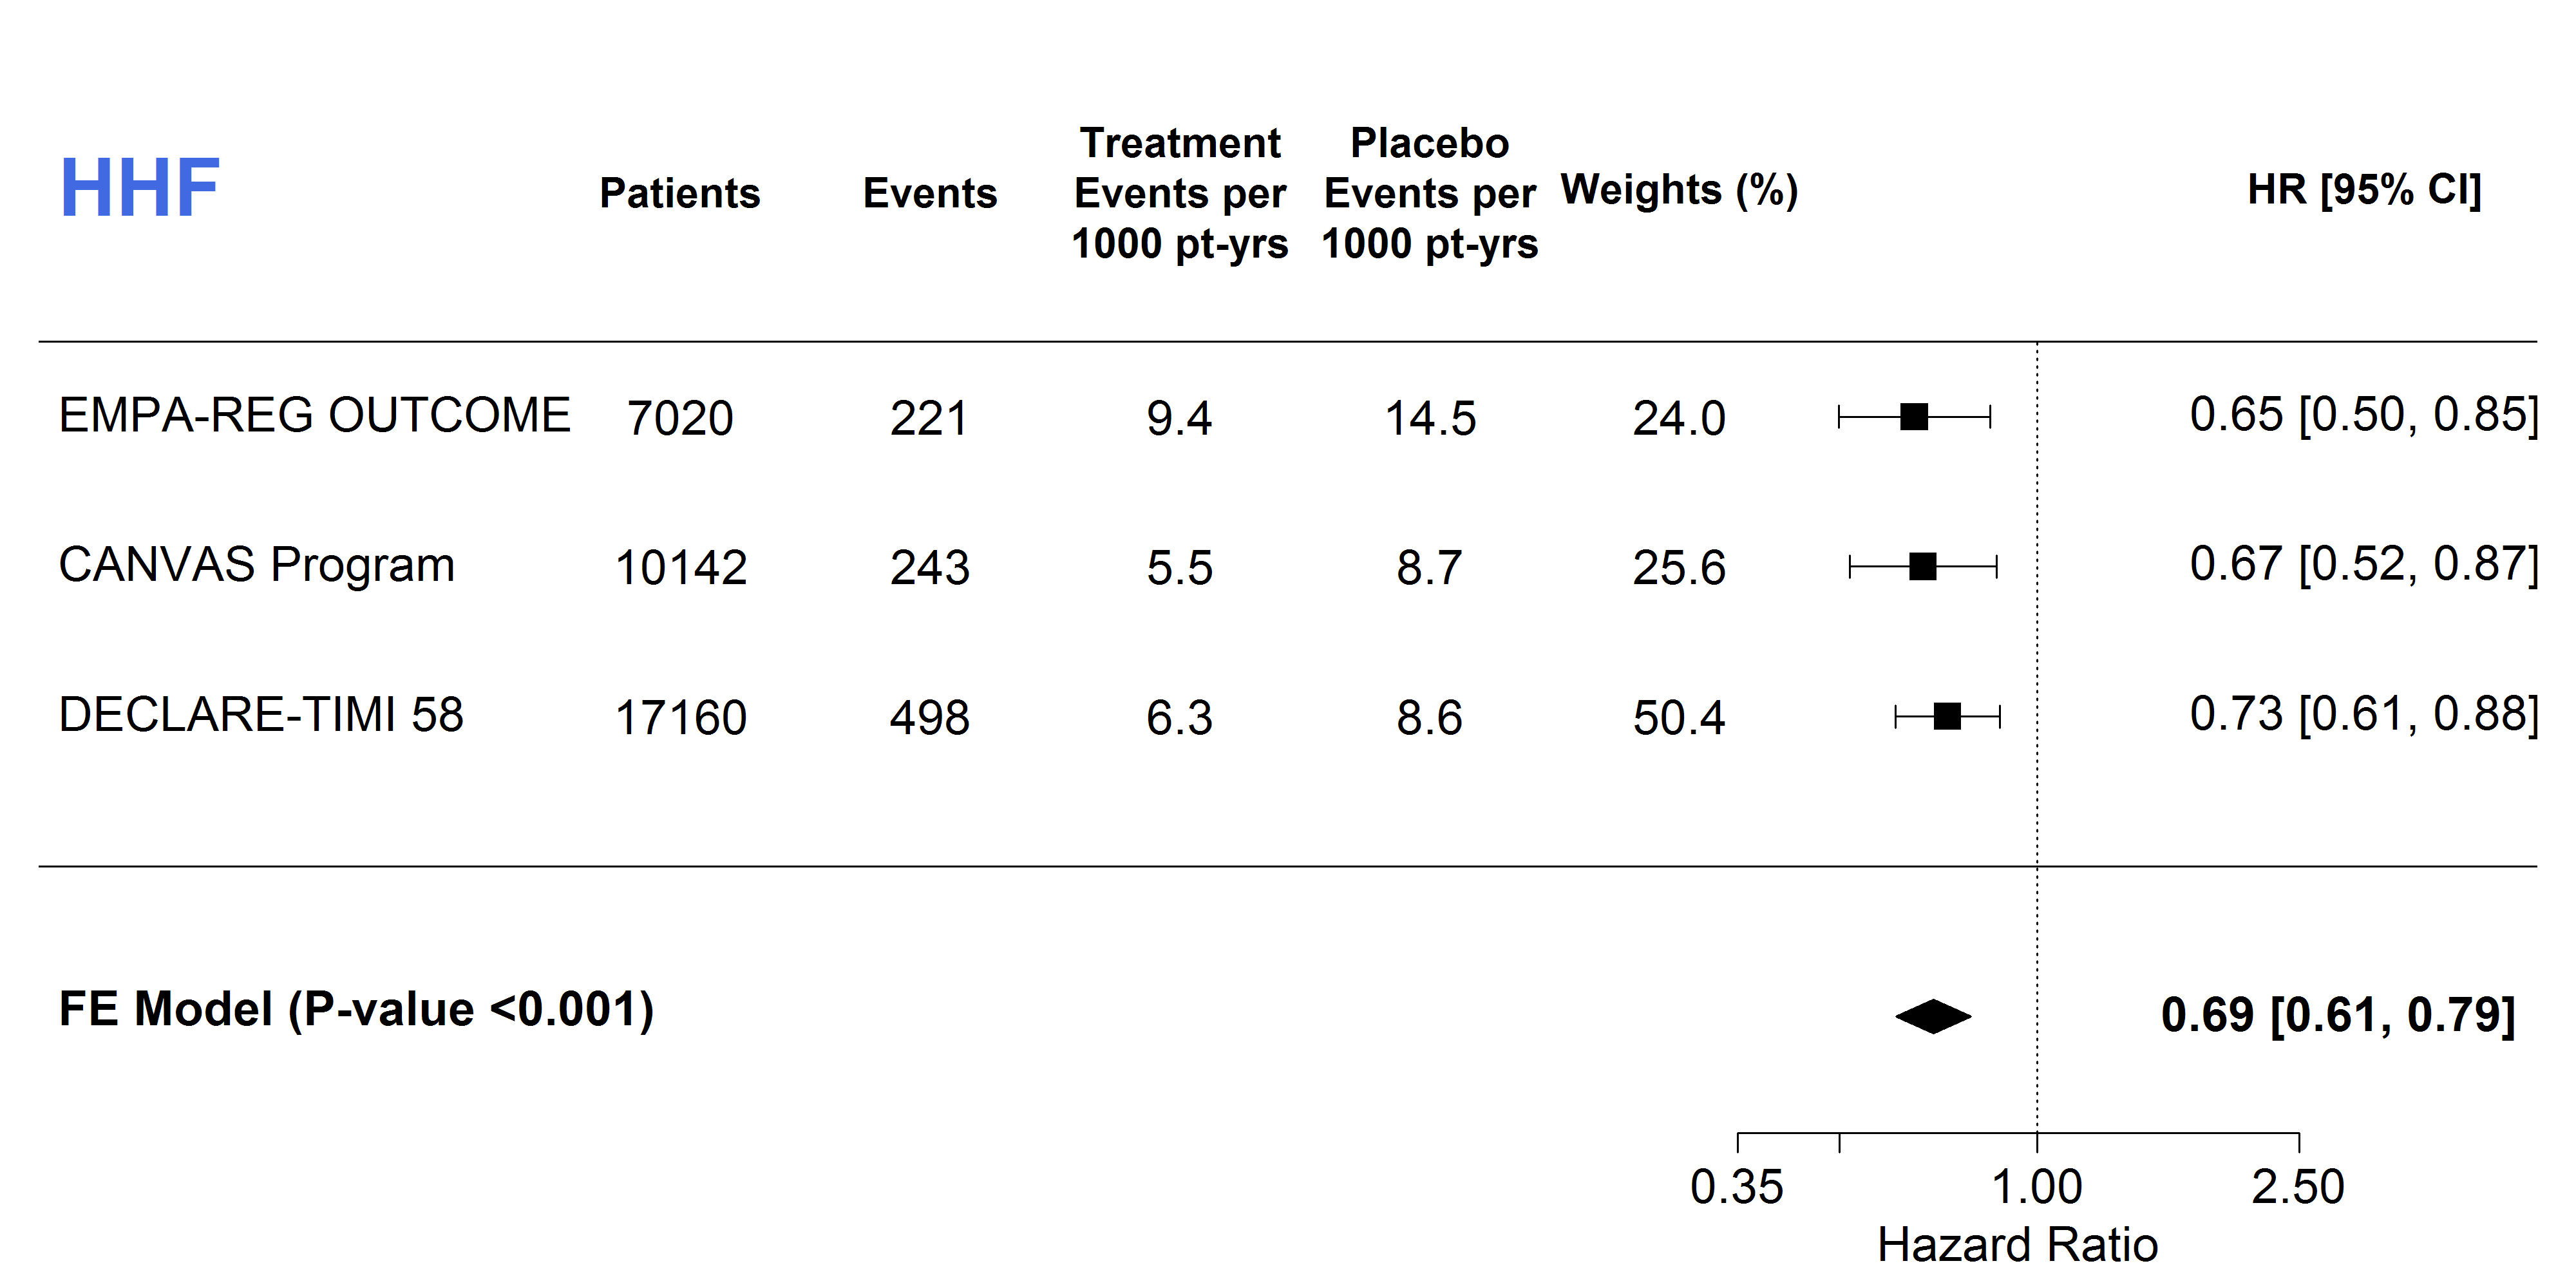 HHF
Patients
Events
Treatment
Events per
1000 pt-yrs
Placebo
Events per
1000 pt-yrs
Weights (%)
HR [95% CI]
EMPA-REG OUTCOME 7020 221 9.4 14.5 24.0 0.65 [0.50, 0.85]
CANVAS Program 10142 243 5.5 8.7 25.6 0.67 [0.52, 0.87]
DECLARE-TIMI 58 17160 498 6.3 8.6 50.4 0.73 [0.61, 0.88]
FE Model (P-value <0.001) 0.69 [0.61, 0.79]
0.35 1.00 2.50
Hazard Ratio